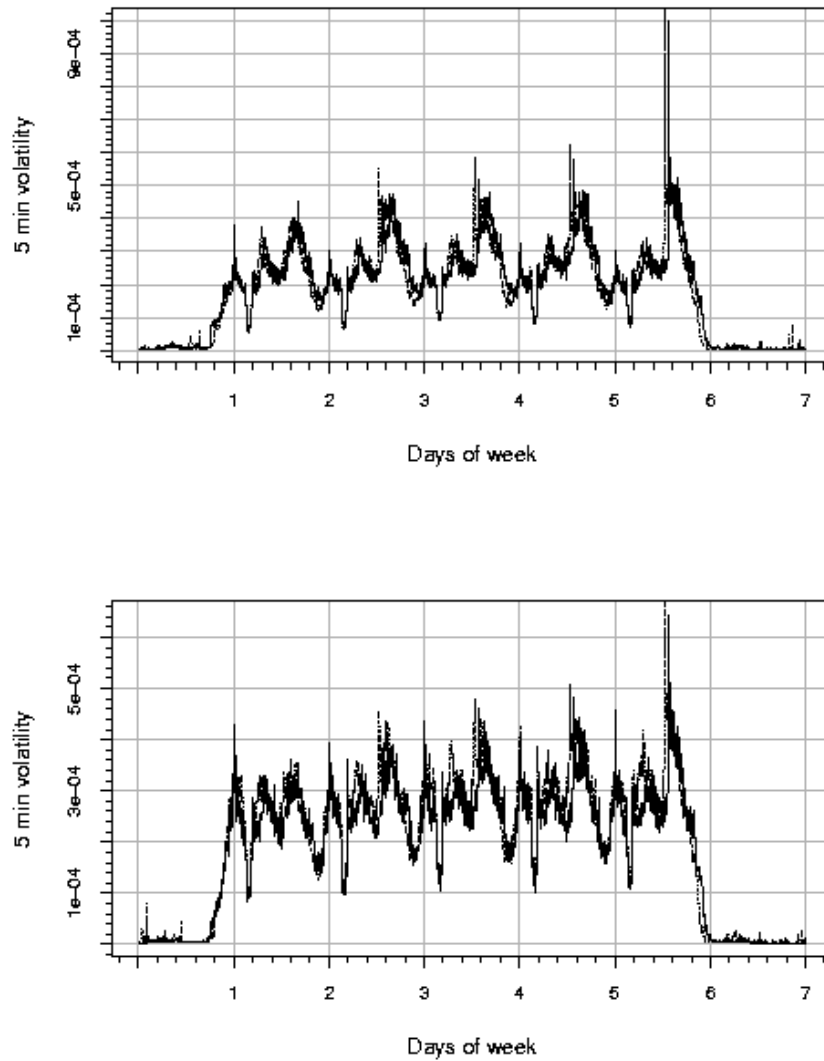 9e-04
5e-04
1e-04
5 min volatility
1 2 3 4 5 6 7
Days of week
5e-04
3e-04
1e-04
5 min volatility
1 2 3 4 5 6 7
Days of week